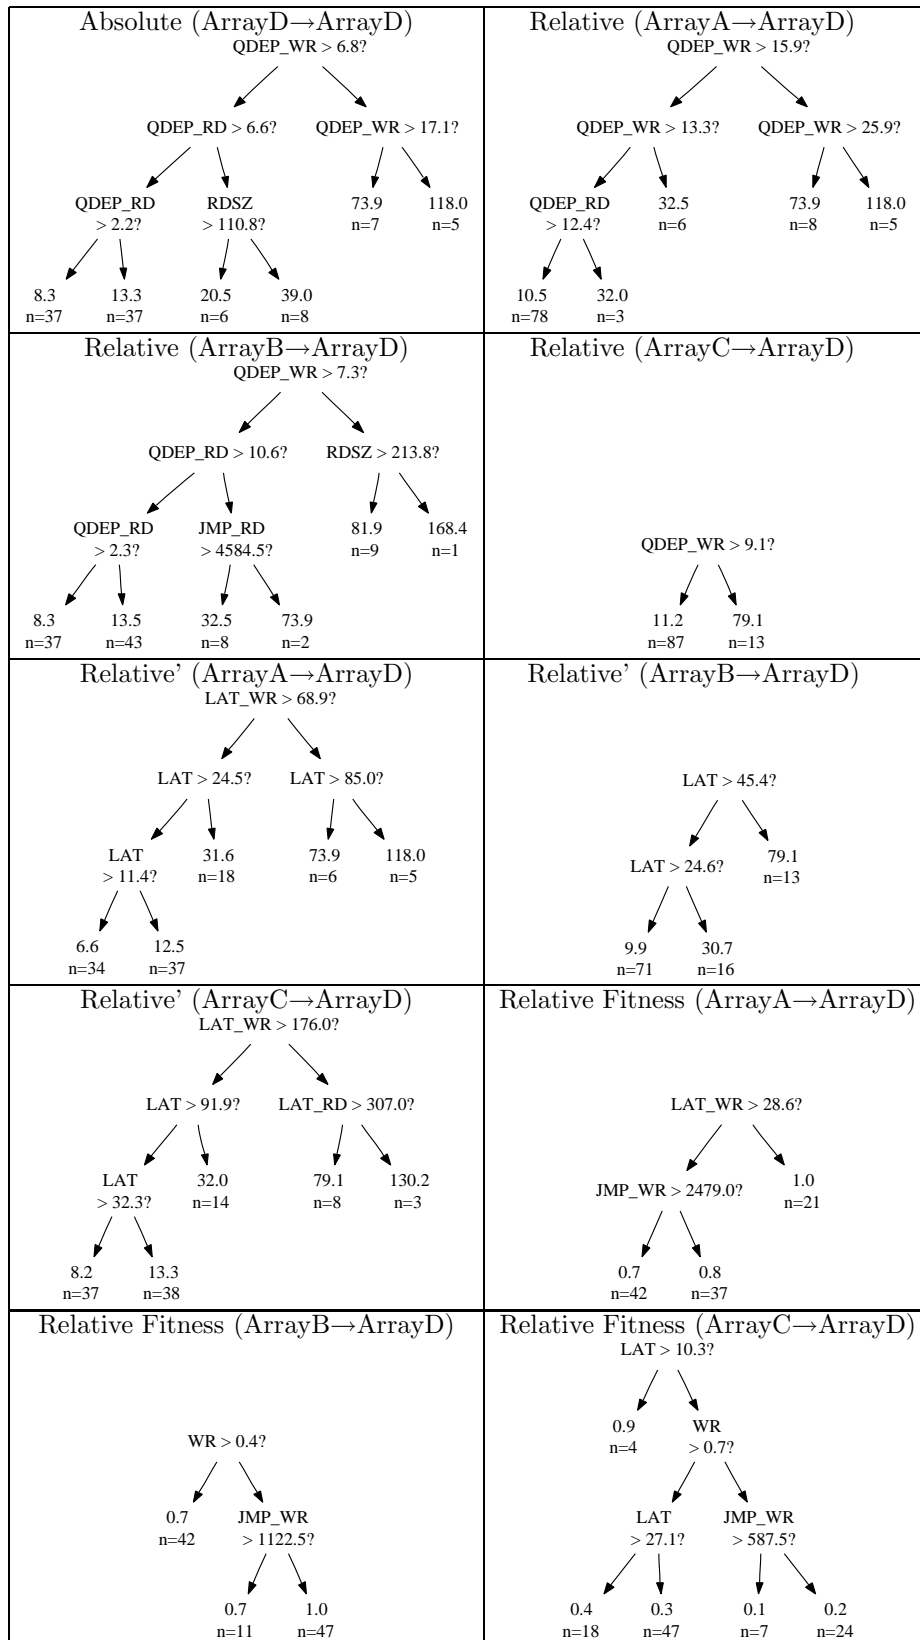 Absolute (ArrayD→ArrayD)
QDEP_WR > 6.8?
QDEP_RD > 6.6?
QDEP_WR > 17.1?
QDEP_RD
> 2.2?
RDSZ
> 110.8?
73.9
n=7
118.0
n=5
8.3
n=37
13.3
n=37
20.5
n=6
39.0
n=8
Relative (ArrayA→ArrayD)
QDEP_WR > 15.9?
QDEP_WR > 13.3?
QDEP_WR > 25.9?
QDEP_RD
> 12.4?
32.5
n=6
73.9
n=8
118.0
n=5
10.5
n=78
32.0
n=3
Relative (ArrayB→ArrayD)
QDEP_WR > 7.3?
QDEP_RD > 10.6?
RDSZ > 213.8?
QDEP_RD
> 2.3?
JMP_RD
> 4584.5?
81.9
n=9
168.4
n=1
8.3
n=37
13.5
n=43
32.5
n=8
73.9
n=2
Relative (ArrayC→ArrayD)
QDEP_WR > 9.1?
11.2
n=87
79.1
n=13
Relative’ (ArrayA→ArrayD)
LAT_WR > 68.9?
LAT > 24.5?
LAT > 85.0?
LAT
> 11.4?
31.6
n=18
73.9
n=6
118.0
n=5
6.6
n=34
12.5
n=37
Relative’ (ArrayB→ArrayD)
LAT > 45.4?
LAT > 24.6?
79.1
n=13
9.9
n=71
30.7
n=16
Relative’ (ArrayC→ArrayD)
LAT_WR > 176.0?
LAT > 91.9?
LAT_RD > 307.0?
LAT
> 32.3?
32.0
n=14
79.1
n=8
130.2
n=3
8.2
n=37
13.3
n=38
Relative Fitness (ArrayA→ArrayD)
LAT_WR > 28.6?
JMP_WR > 2479.0?
1.0
n=21
0.7
n=42
0.8
n=37
Relative Fitness (ArrayB→ArrayD)
WR > 0.4?
0.7
n=42
JMP_WR
> 1122.5?
0.7
n=11
1.0
n=47
Relative Fitness (ArrayC→ArrayD)
LAT > 10.3?
0.9
n=4
WR
> 0.7?
LAT
> 27.1?
JMP_WR
> 587.5?
0.4
n=18
0.3
n=47
0.1
n=7
0.2
n=24